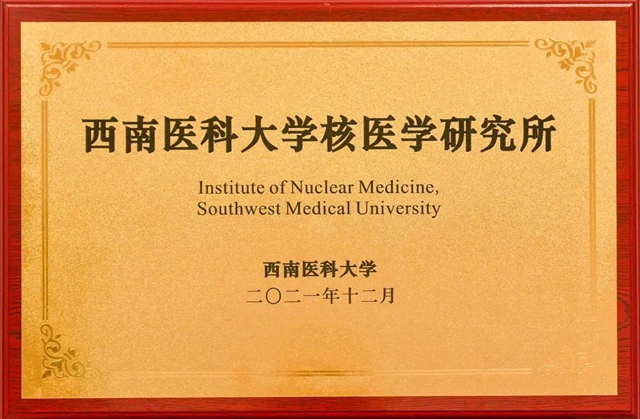 西南医科大学核医学研究所
Institute of Nuclear Medicine,
Southwest Medical University
西南医科大学
二〇二一年十二月